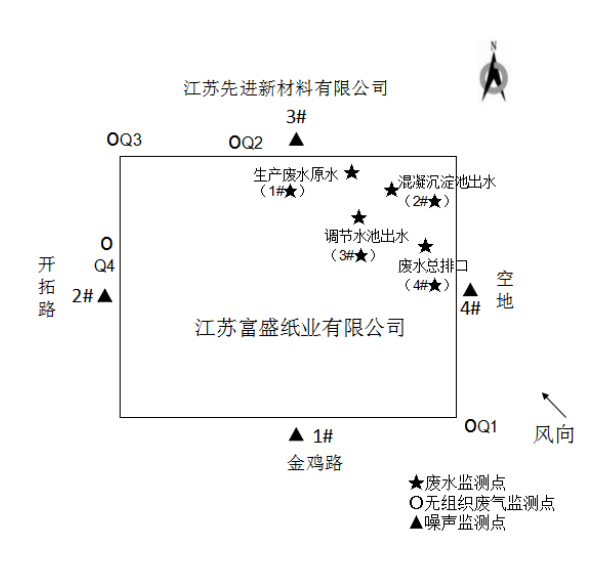 N
江苏先进新材料有限公司
3#
OQ3
OQ2
生产废水原水
（1#★）
混凝沉淀池出水
（2#★）
调节水池出水
（3#★）
废水总排口
（4#★）
O
Q4
开拓路
2#▲
空地
4#
江苏富盛纸业有限公司
OQ1
风向
▲ 1#
金鸡路
★废水监测点
O无组织废气监测点
▲噪声监测点